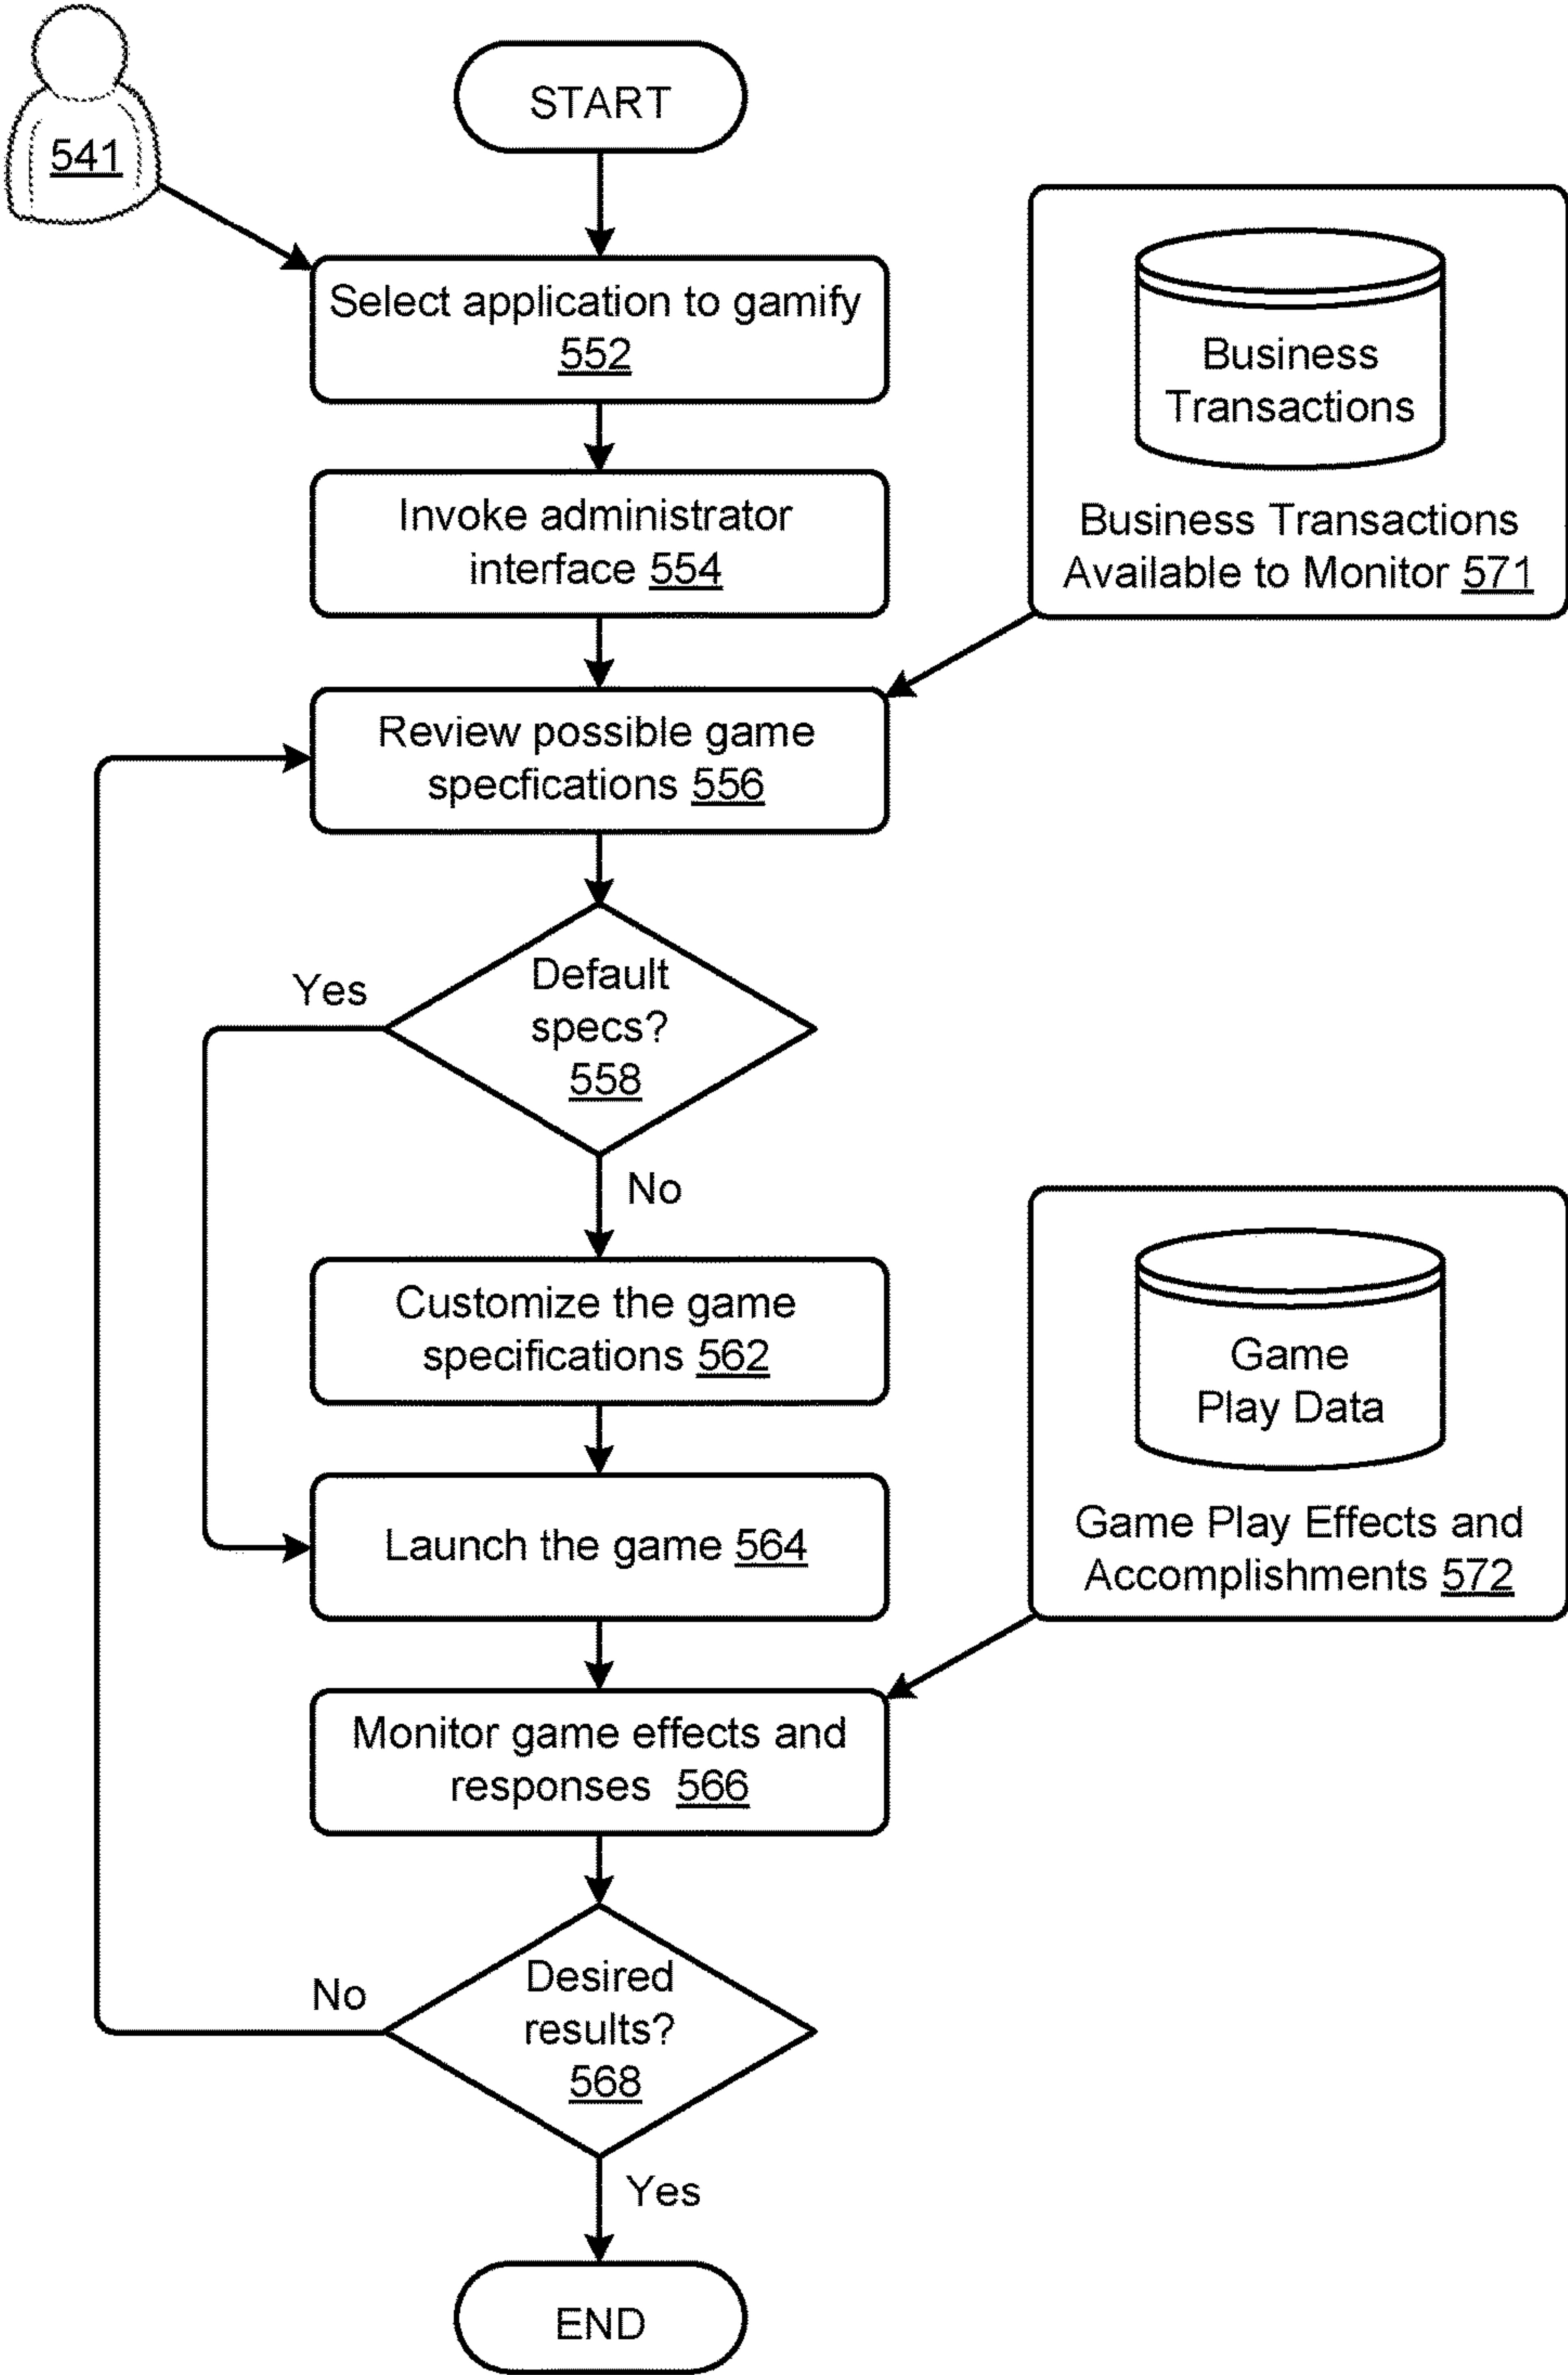 541
START
Select application to gamify
552
Business
Transactions
Business Transactions
Available to Monitor 571
Invoke administrator
interface 554
Review possible game
specfications 556
Default
specs?
558
Yes
No
Customize the game
specifications 562
Game
Play Data
Game Play Effects and
Accomplishments 572
Launch the game 564
Monitor game effects and
responses 566
Desired
results?
568
No
Yes
END